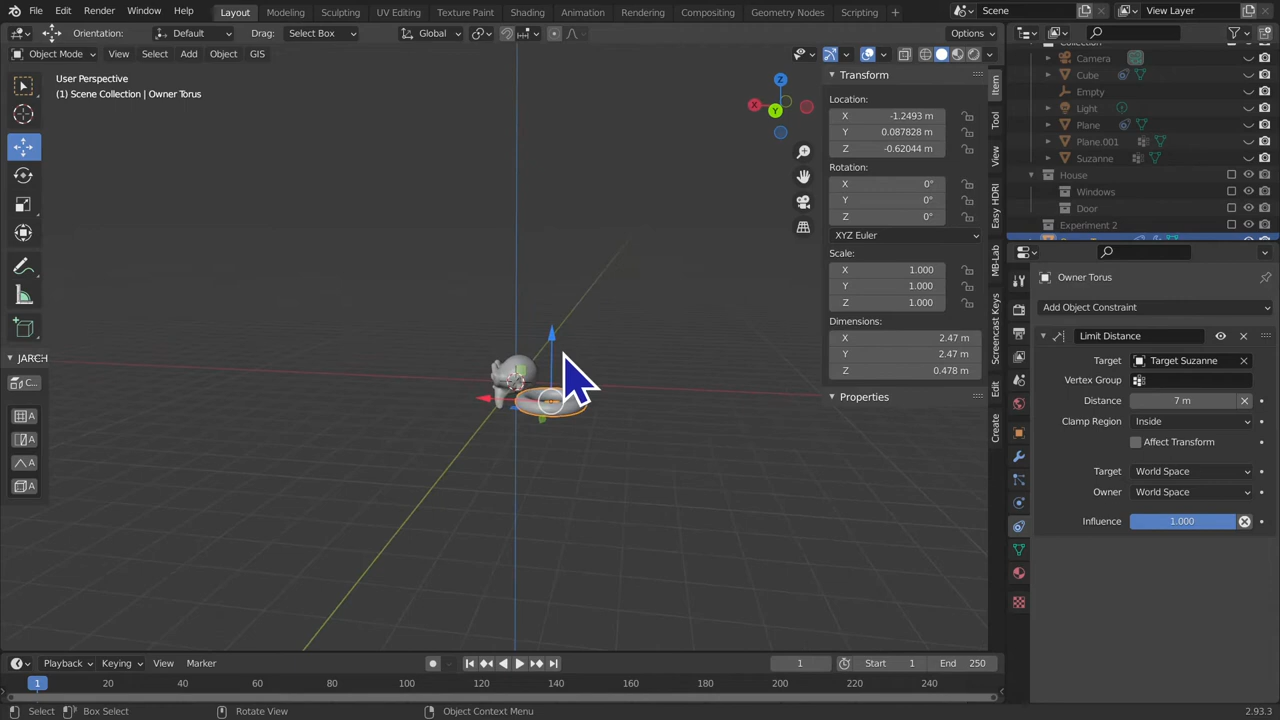 File Edit Render Window Help Layout Modeling Sculpting UV Editing Texture Paint Shading Animation Rendering Compositing Geometry Nodes Scripting + Scene View Layer
Orientation: Default Drag: Select Box Global Options
Object Mode View Select Add Object GIS
User Perspective
(1) Scene Collection | Owner Torus
Z
X
Y
JARCH
C...
A
A
A
A
Transform
Location:
X -1.2493 m
Y 0.087828 m
Z -0.62044 m
Rotation:
X 0°
Y 0°
Z 0°
XYZ Euler
Scale:
X 1.000
Y 1.000
Z 1.000
Dimensions:
X 2.47 m
Y 2.47 m
Z 0.478 m
Properties
Item
Tool
View
Easy HDRI
MB-Lab
Screencast Keys
Edit
Create
Collection
Camera
Cube
Empty
Light
Plane
Plane.001
Suzanne
House
Windows
Door
Experiment 2
Owner Torus
Add Object Constraint
Limit Distance
Target Target Suzanne
Vertex Group
Distance 7 m
Clamp Region Inside
Affect Transform
Target World Space
Owner World Space
Influence 1.000
Playback Keying View Marker 1 Start 1 End 250
1 20 40 60 80 100 120 140 160 180 200 220 240
Select Box Select Rotate View Object Context Menu 2.93.3